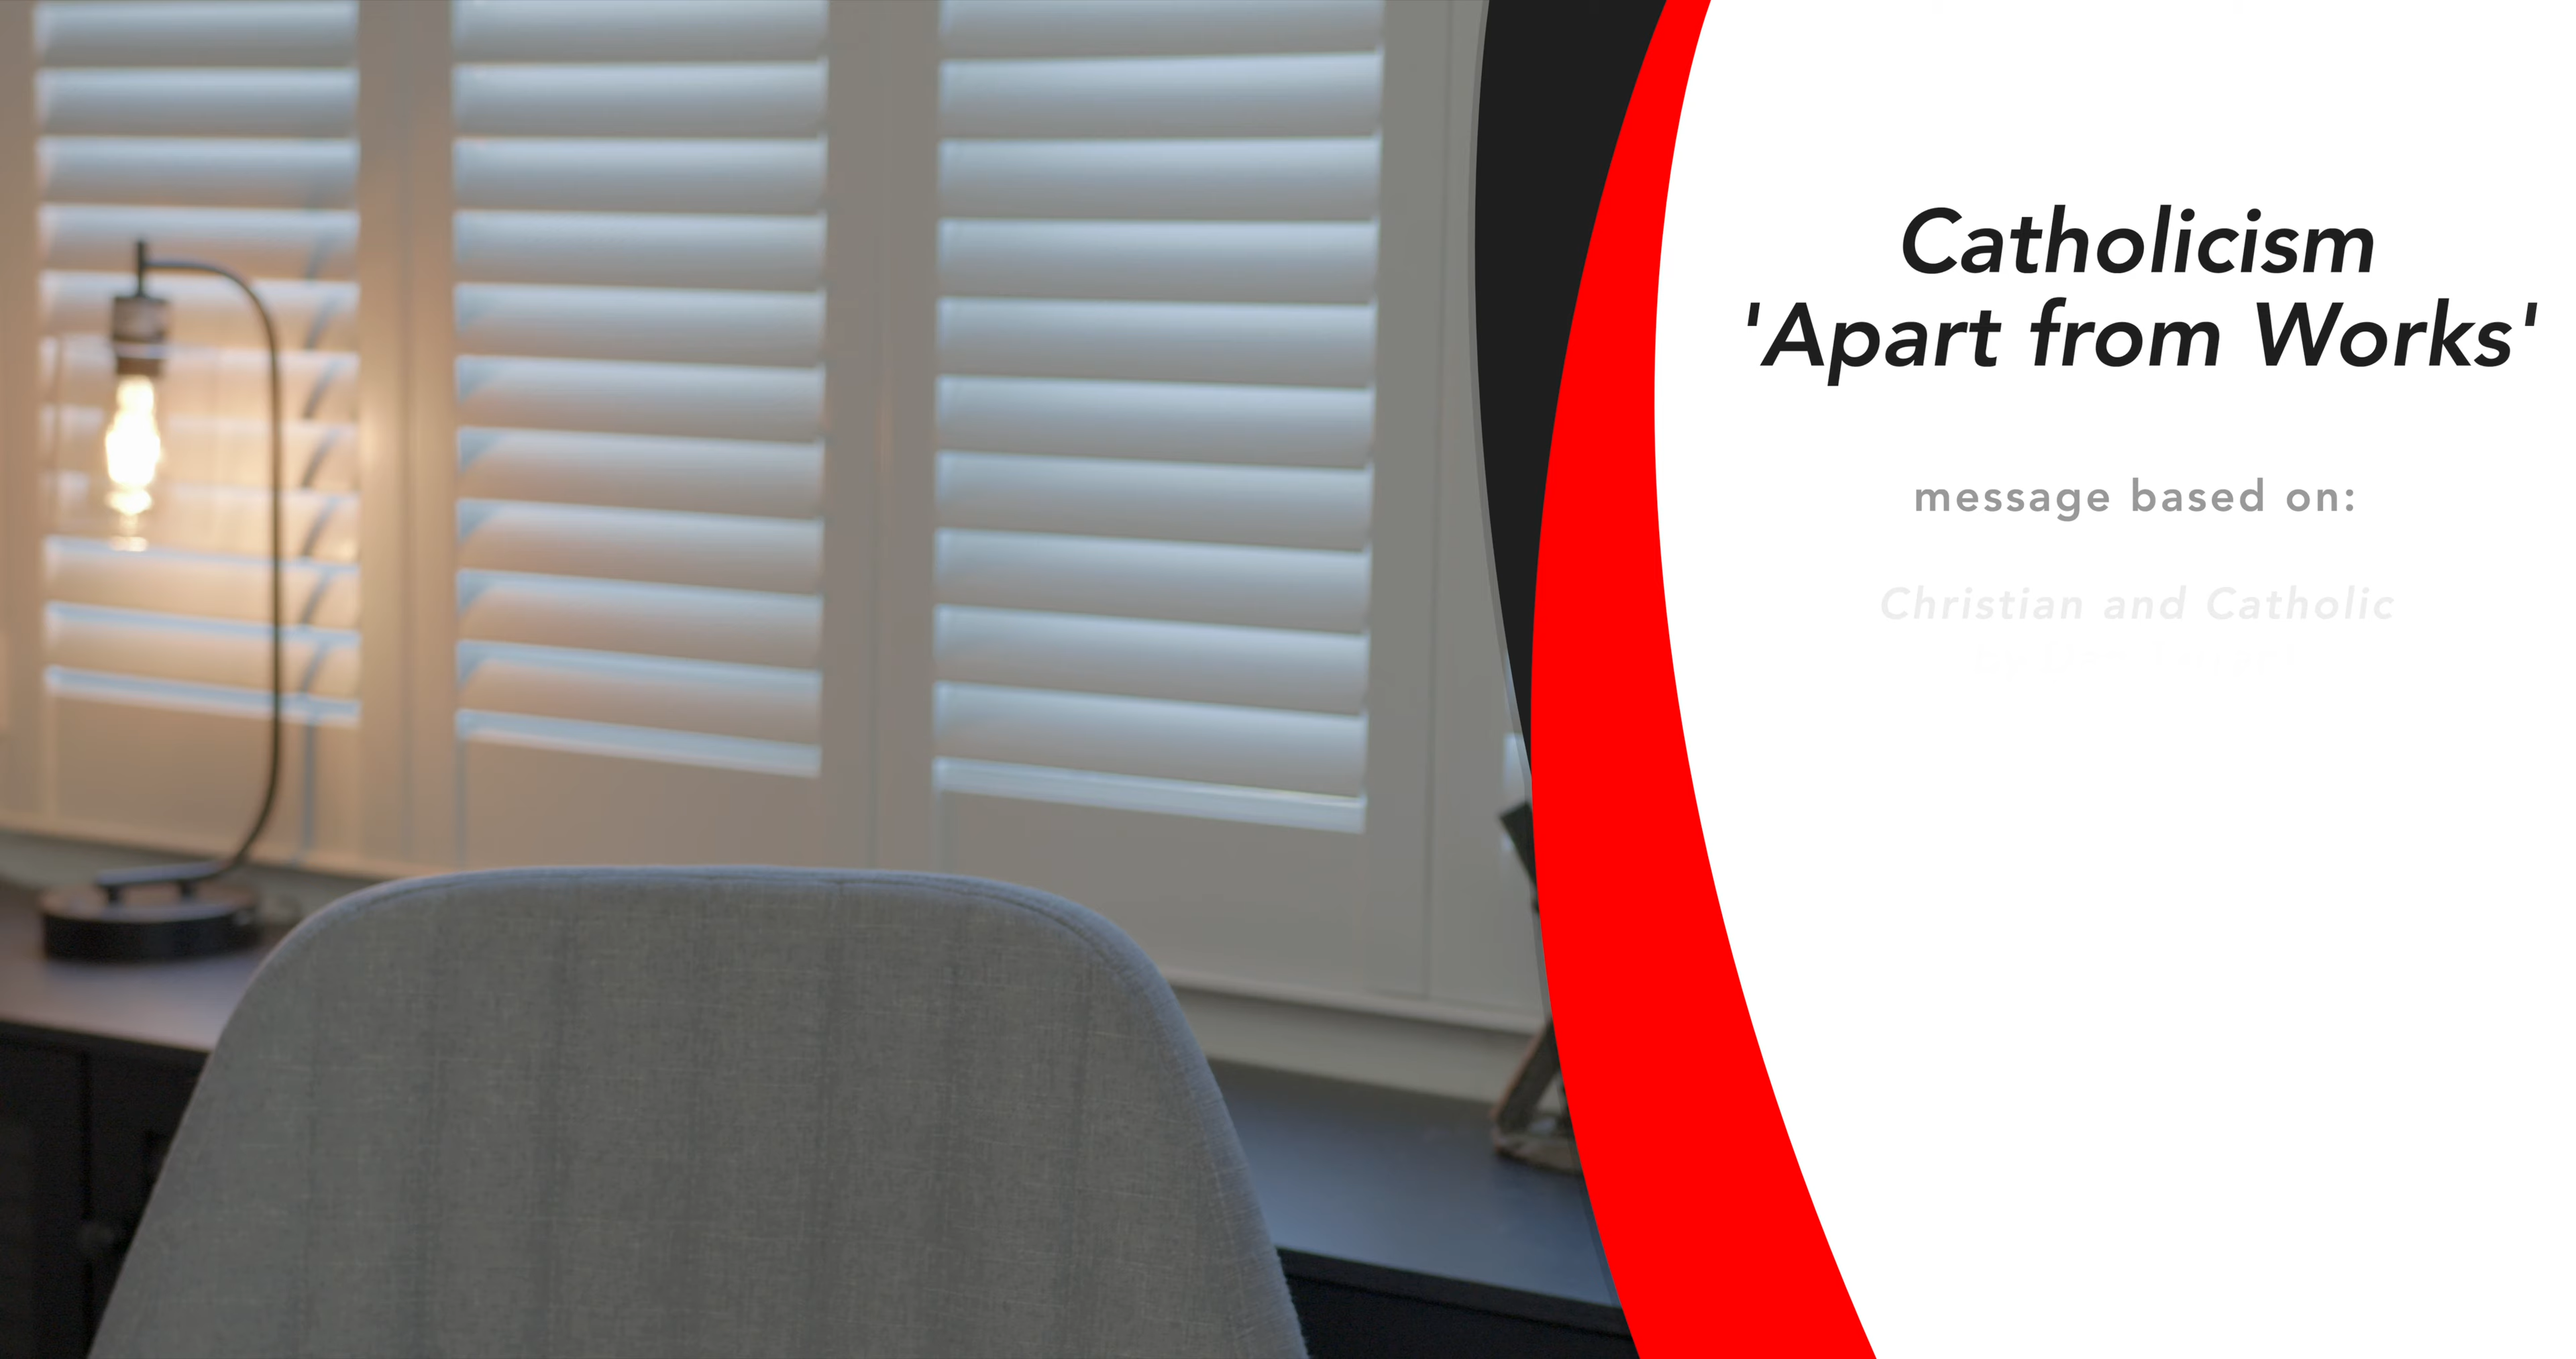 Catholicism
'Apart from Works'
message based on:
Christian and Catholic